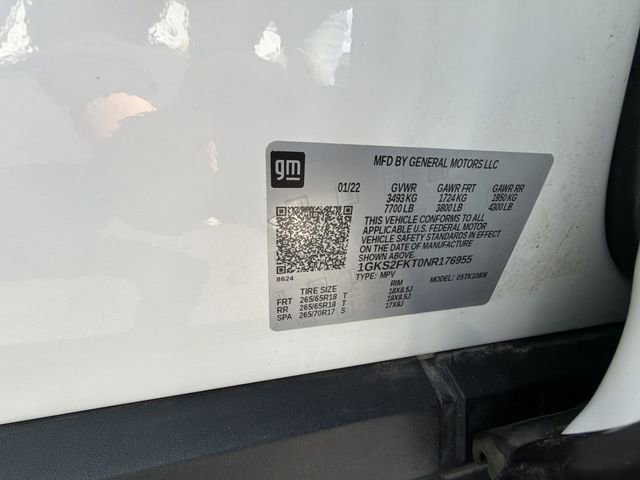 gm
MFD BY GENERAL MOTORS LLC
01/22 GVWR GAWR FRT GAWR RR
3493 KG 1724 KG 1950 KG
7700 LB 3800 LB 4300 LB
THIS VEHICLE CONFORMS TO ALL
APPLICABLE U.S. FEDERAL MOTOR
VEHICLE SAFETY STANDARDS IN
EFFECT ON THE DATE OF MANUFACTURE
SHOWN ABOVE.
1GKS2FKT0NR176955
8624 TYPE: MPV MODEL: 0STK10906
TIRE SIZE RIM
FRT 265/65R18 T 18X8.5J
RR 265/65R18 T 18X8.5J
SPA 265/70R17 S 17X8J